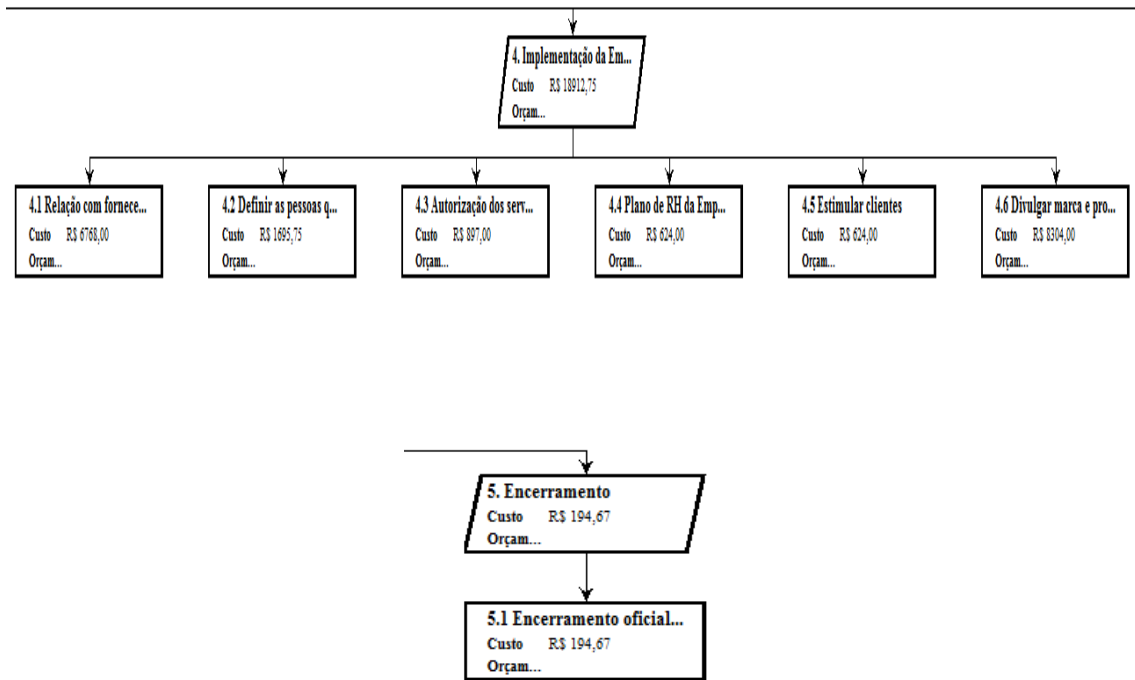 4. Implementação da Em...
Custo R$ 18912,75
Orçam...
4.1 Relação com fornece...
Custo R$ 6768,00
Orçam...
4.2 Definir as pessoas q...
Custo R$ 1695,75
Orçam...
4.3 Autorização dos serv...
Custo R$ 897,00
Orçam...
4.4 Plano de RH da Emp...
Custo R$ 624,00
Orçam...
4.5 Estimular clientes
Custo R$ 624,00
Orçam...
4.6 Divulgar marca e pro...
Custo R$ 8304,00
Orçam...
5. Encerramento
Custo R$ 194,67
Orçam...
5.1 Encerramento oficial...
Custo R$ 194,67
Orçam...